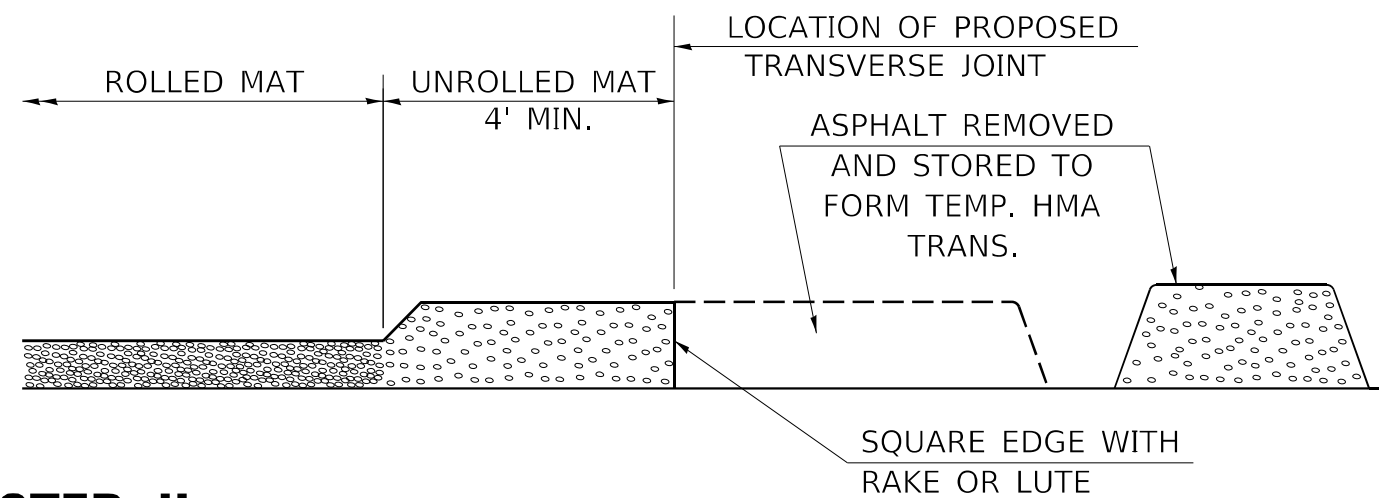 LOCATION OF PROPOSED
TRANSVERSE JOINT
ROLLED MAT
UNROLLED MAT
4' MIN.
ASPHALT REMOVED
AND STORED TO
FORM TEMP. HMA
TRANS.
SQUARE EDGE WITH
RAKE OR LUTE